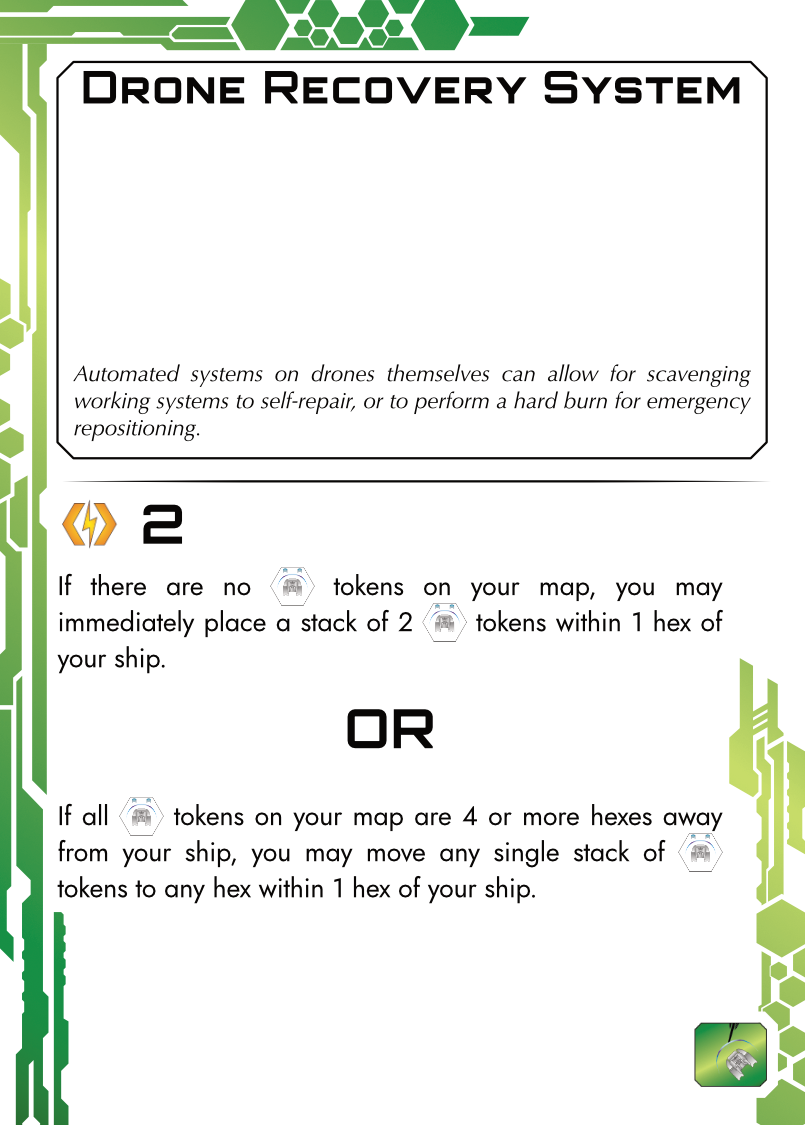 Drone Recovery System
Automated systems on drones themselves can allow for scavenging
working systems to self-repair, or to perform a hard burn for emergency
repositioning.
2
If there are no tokens on your map, you may
immediately place a stack of 2 tokens within 1 hex of
your ship.
OR
If all tokens on your map are 4 or more hexes away
from your ship, you may move any single stack of
tokens to any hex within 1 hex of your ship.